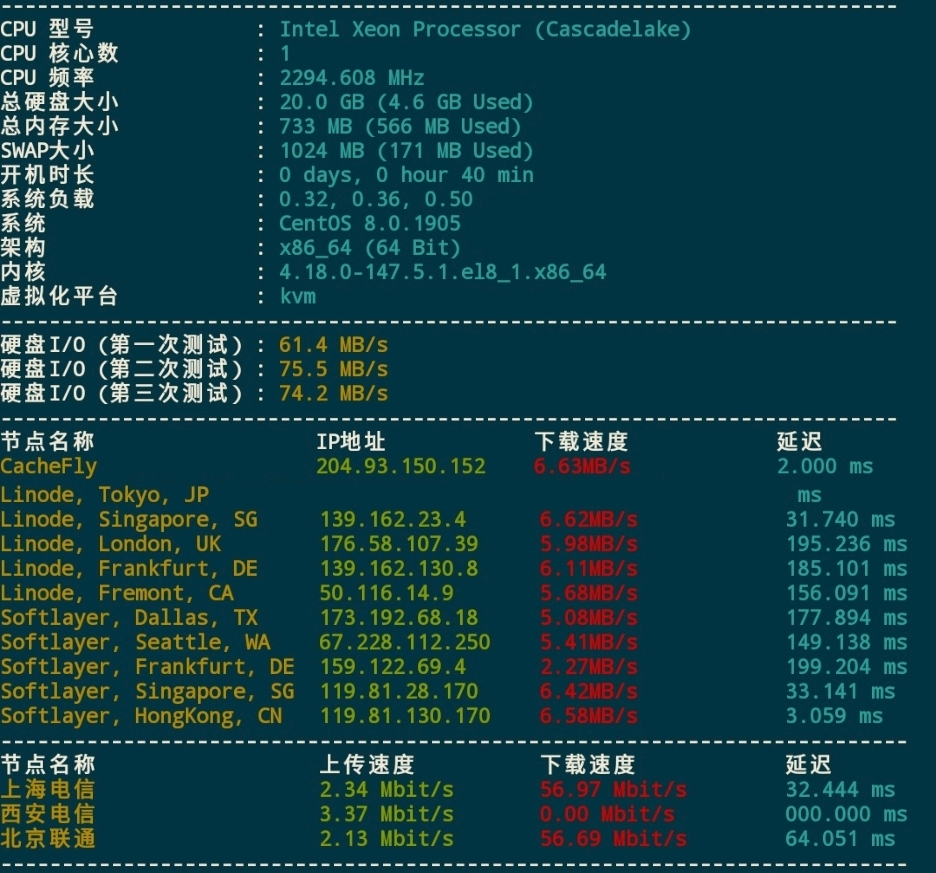 CPU 型号 : Intel Xeon Processor (Cascadelake)
CPU 核心数 : 1
CPU 频率 : 2294.608 MHz
总硬盘大小 : 20.0 GB (4.6 GB Used)
总内存大小 : 733 MB (566 MB Used)
SWAP大小 : 1024 MB (171 MB Used)
开机时长 : 0 days, 0 hour 40 min
系统负载 : 0.32, 0.36, 0.50
系统 : CentOS 8.0.1905
架构 : x86_64 (64 Bit)
内核 : 4.18.0-147.5.1.el8_1.x86_64
虚拟化平台 : kvm
硬盘I/O (第一次测试) : 61.4 MB/s
硬盘I/O (第二次测试) : 75.5 MB/s
硬盘I/O (第三次测试) : 74.2 MB/s
节点名称 IP地址 下载速度 延迟
CacheFly 204.93.150.152 6.63MB/s 2.000 ms
Linode, Tokyo, JP ms
Linode, Singapore, SG 139.162.23.4 6.62MB/s 31.740 ms
Linode, London, UK 176.58.107.39 5.98MB/s 195.236 ms
Linode, Frankfurt, DE 139.162.130.8 6.11MB/s 185.101 ms
Linode, Fremont, CA 50.116.14.9 5.68MB/s 156.091 ms
Softlayer, Dallas, TX 173.192.68.18 5.08MB/s 177.894 ms
Softlayer, Seattle, WA 67.228.112.250 5.41MB/s 149.138 ms
Softlayer, Frankfurt, DE 159.122.69.4 2.27MB/s 199.204 ms
Softlayer, Singapore, SG 119.81.28.170 6.42MB/s 33.141 ms
Softlayer, HongKong, CN 119.81.130.170 6.58MB/s 3.059 ms
节点名称 上传速度 下载速度 延迟
上海电信 2.34 Mbit/s 56.97 Mbit/s 32.444 ms
西安电信 3.37 Mbit/s 0.00 Mbit/s 000.000 ms
北京联通 2.13 Mbit/s 56.69 Mbit/s 64.051 ms